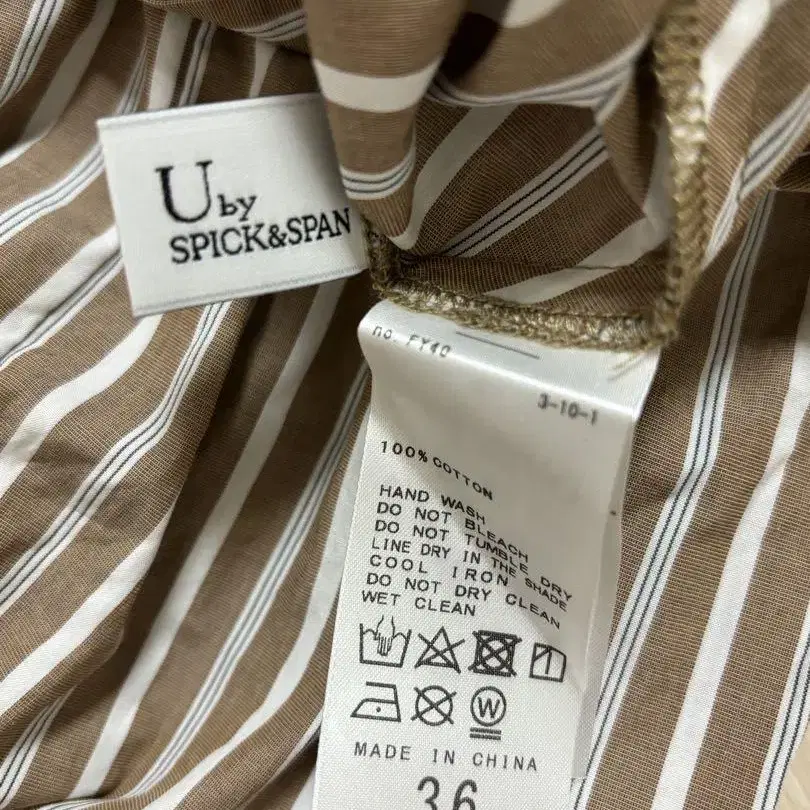 U by
SPICK&SPAN
no. FY40
3-10-1
100% COTTON
HAND WASH
DO NOT BLEACH
DO NOT TUMBLE DRY
LINE DRY IN THE SHADE
COOL IRON
DO NOT DRY CLEAN
WET CLEAN
W
MADE IN CHINA
36